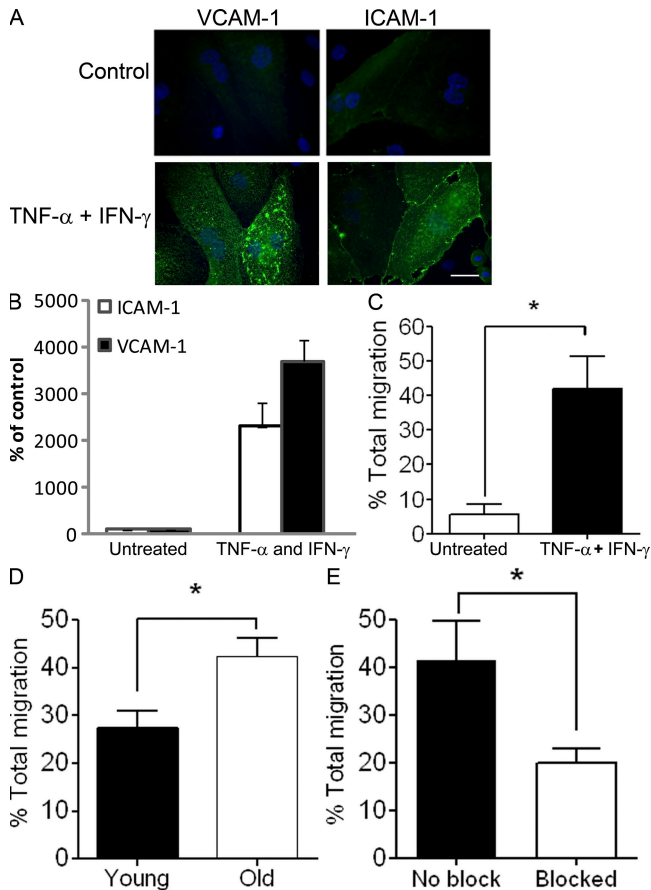 A
VCAM-1 ICAM-1
Control
TNF-α + IFN-γ
B
5000
4000
3000
2000
1000
0
% of control
ICAM-1
VCAM-1
Untreated TNF-α and IFN-γ
C
60
50
40
30
20
10
0
% Total migration
*
Untreated TNF-α + IFN-γ
D
50
40
30
20
10
0
% Total migration
*
Young Old
E
50
40
30
20
10
0
% Total migration
*
No block Blocked